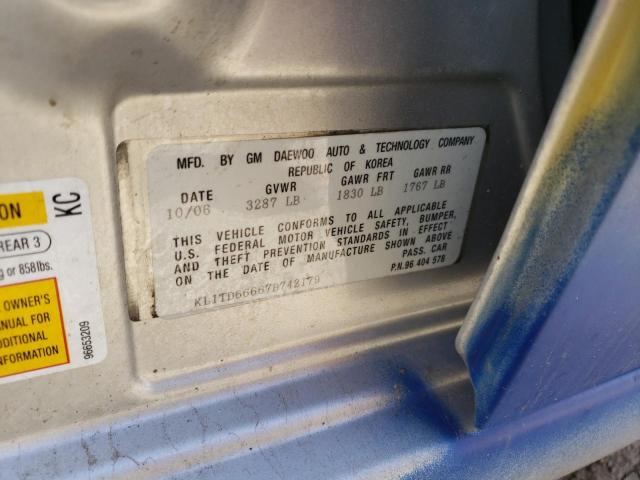 MFD. BY GM DAEWOO AUTO & TECHNOLOGY COMPANY
REPUBLIC OF KOREA
DATE GVWR GAWR FRT GAWR RR
10/06 3287 LB 1830 LB 1767 LB
THIS VEHICLE CONFORMS TO ALL APPLICABLE
U.S. FEDERAL MOTOR VEHICLE SAFETY, BUMPER,
AND THEFT PREVENTION STANDARDS IN EFFECT
ON THE DATE OF MANUFACTURE SHOWN ABOVE
PASS. CAR
P.N.96 404 578
KL1TD66667B742179
KC
ON
REAR 3
g or 858lbs.
OWNER'S
ANUAL FOR
DDITIONAL
INFORMATION
96653209